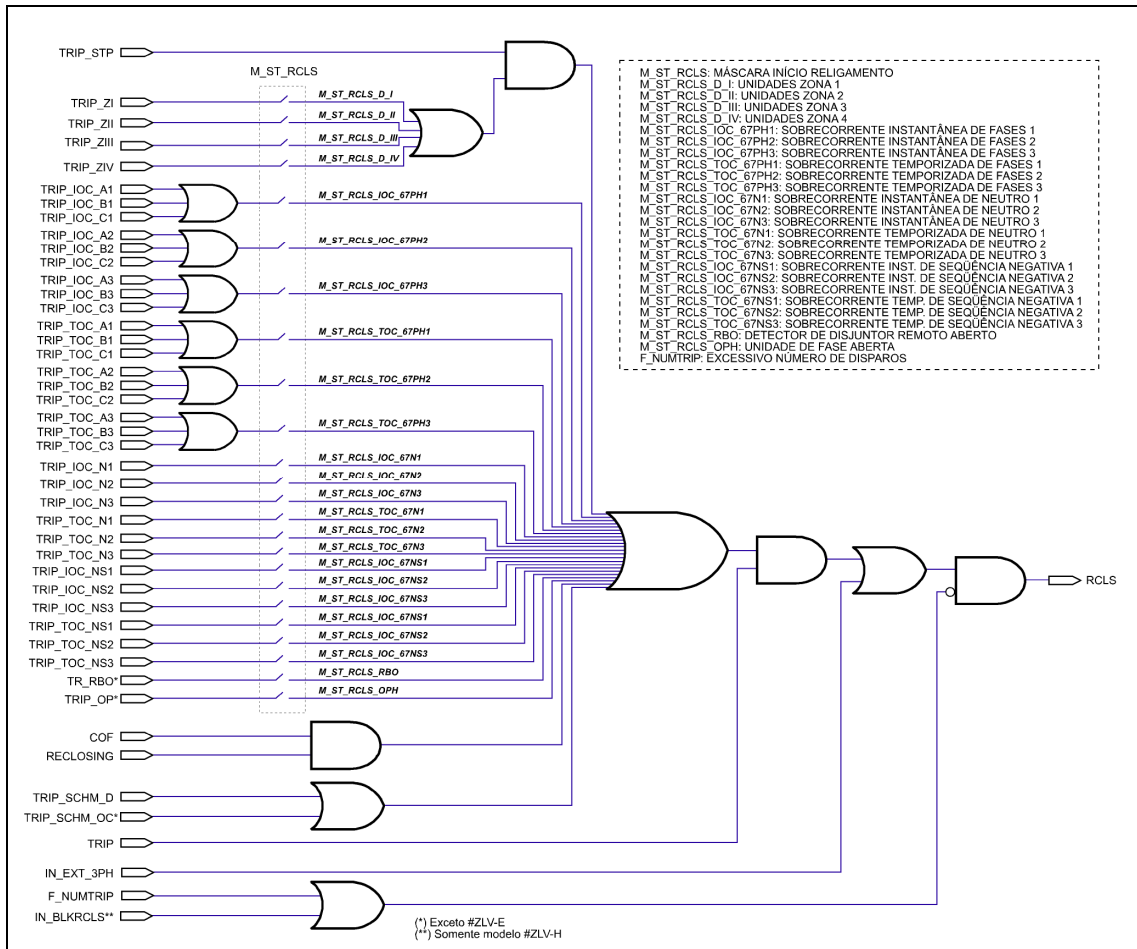 TRIP_STP
M_ST_RCLS
TRIP_ZI
M_ST_RCLS_D_I
TRIP_ZII
M_ST_RCLS_D_II
TRIP_ZIII
M_ST_RCLS_D_III
TRIP_ZIV
M_ST_RCLS_D_IV
TRIP_IOC_A1
TRIP_IOC_B1
TRIP_IOC_C1
M_ST_RCLS_IOC_67PH1
TRIP_IOC_A2
TRIP_IOC_B2
TRIP_IOC_C2
M_ST_RCLS_IOC_67PH2
TRIP_IOC_A3
TRIP_IOC_B3
TRIP_IOC_C3
M_ST_RCLS_IOC_67PH3
TRIP_TOC_A1
TRIP_TOC_B1
TRIP_TOC_C1
M_ST_RCLS_TOC_67PH1
TRIP_TOC_A2
TRIP_TOC_B2
TRIP_TOC_C2
M_ST_RCLS_TOC_67PH2
TRIP_TOC_A3
TRIP_TOC_B3
TRIP_TOC_C3
M_ST_RCLS_TOC_67PH3
TRIP_IOC_N1
M_ST_RCLS_IOC_67N1
TRIP_IOC_N2
M_ST_RCLS_IOC_67N2
TRIP_IOC_N3
M_ST_RCLS_IOC_67N3
TRIP_TOC_N1
M_ST_RCLS_TOC_67N1
TRIP_TOC_N2
M_ST_RCLS_TOC_67N2
TRIP_TOC_N3
M_ST_RCLS_TOC_67N3
TRIP_IOC_NS1
M_ST_RCLS_IOC_67NS1
TRIP_IOC_NS2
M_ST_RCLS_IOC_67NS2
TRIP_IOC_NS3
M_ST_RCLS_IOC_67NS3
TRIP_TOC_NS1
M_ST_RCLS_IOC_67NS1
TRIP_TOC_NS2
M_ST_RCLS_IOC_67NS2
TRIP_TOC_NS3
M_ST_RCLS_IOC_67NS3
TR_RBO*
M_ST_RCLS_RBO
TRIP_OP*
M_ST_RCLS_OPH
COF
RECLOSING
TRIP_SCHM_D
TRIP_SCHM_OC*
TRIP
IN_EXT_3PH
F_NUMTRIP
IN_BLKRCLS**
RCLS
(*) Exceto #ZLV-E
(**) Somente modelo #ZLV-H
M_ST_RCLS: MÁSCARA INÍCIO RELIGAMENTO
M_ST_RCLS_D_I: UNIDADES ZONA 1
M_ST_RCLS_D_II: UNIDADES ZONA 2
M_ST_RCLS_D_III: UNIDADES ZONA 3
M_ST_RCLS_D_IV: UNIDADES ZONA 4
M_ST_RCLS_IOC_67PH1: SOBRECORRENTE INSTANTÂNEA DE FASES 1
M_ST_RCLS_IOC_67PH2: SOBRECORRENTE INSTANTÂNEA DE FASES 2
M_ST_RCLS_IOC_67PH3: SOBRECORRENTE INSTANTÂNEA DE FASES 3
M_ST_RCLS_TOC_67PH1: SOBRECORRENTE TEMPORIZADA DE FASES 1
M_ST_RCLS_TOC_67PH2: SOBRECORRENTE TEMPORIZADA DE FASES 2
M_ST_RCLS_TOC_67PH3: SOBRECORRENTE TEMPORIZADA DE FASES 3
M_ST_RCLS_IOC_67N1: SOBRECORRENTE INSTANTÂNEA DE NEUTRO 1
M_ST_RCLS_IOC_67N2: SOBRECORRENTE INSTANTÂNEA DE NEUTRO 2
M_ST_RCLS_IOC_67N3: SOBRECORRENTE INSTANTÂNEA DE NEUTRO 3
M_ST_RCLS_TOC_67N1: SOBRECORRENTE TEMPORIZADA DE NEUTRO 1
M_ST_RCLS_TOC_67N2: SOBRECORRENTE TEMPORIZADA DE NEUTRO 2
M_ST_RCLS_TOC_67N3: SOBRECORRENTE TEMPORIZADA DE NEUTRO 3
M_ST_RCLS_IOC_67NS1: SOBRECORRENTE INST. DE SEQÜÊNCIA NEGATIVA 1
M_ST_RCLS_IOC_67NS2: SOBRECORRENTE INST. DE SEQÜÊNCIA NEGATIVA 2
M_ST_RCLS_IOC_67NS3: SOBRECORRENTE INST. DE SEQÜÊNCIA NEGATIVA 3
M_ST_RCLS_TOC_67NS1: SOBRECORRENTE TEMP. DE SEQÜÊNCIA NEGATIVA 1
M_ST_RCLS_TOC_67NS2: SOBRECORRENTE TEMP. DE SEQÜÊNCIA NEGATIVA 2
M_ST_RCLS_TOC_67NS3: SOBRECORRENTE TEMP. DE SEQÜÊNCIA NEGATIVA 3
M_ST_RCLS_RBO: DETECTOR DE DISJUNTOR REMOTO ABERTO
M_ST_RCLS_OPH: UNIDADE DE FASE ABERTA
F_NUMTRIP: EXCESSIVO NÚMERO DE DISPAROS